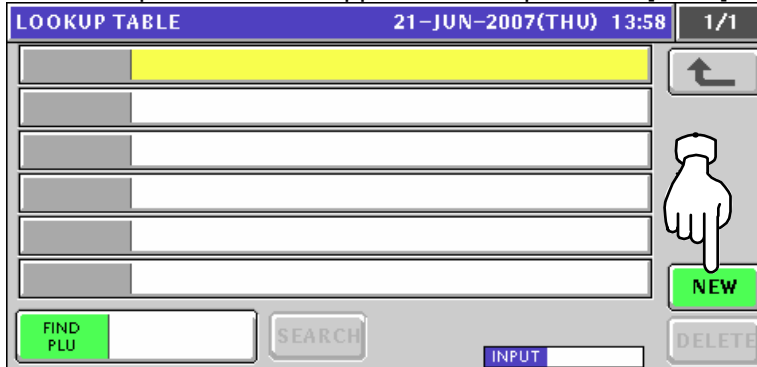 LOOKUP TABLE 21-JUN-2007(THU) 13:58 1/1
NEW
FIND
PLU
SEARCH
DELETE
INPUT